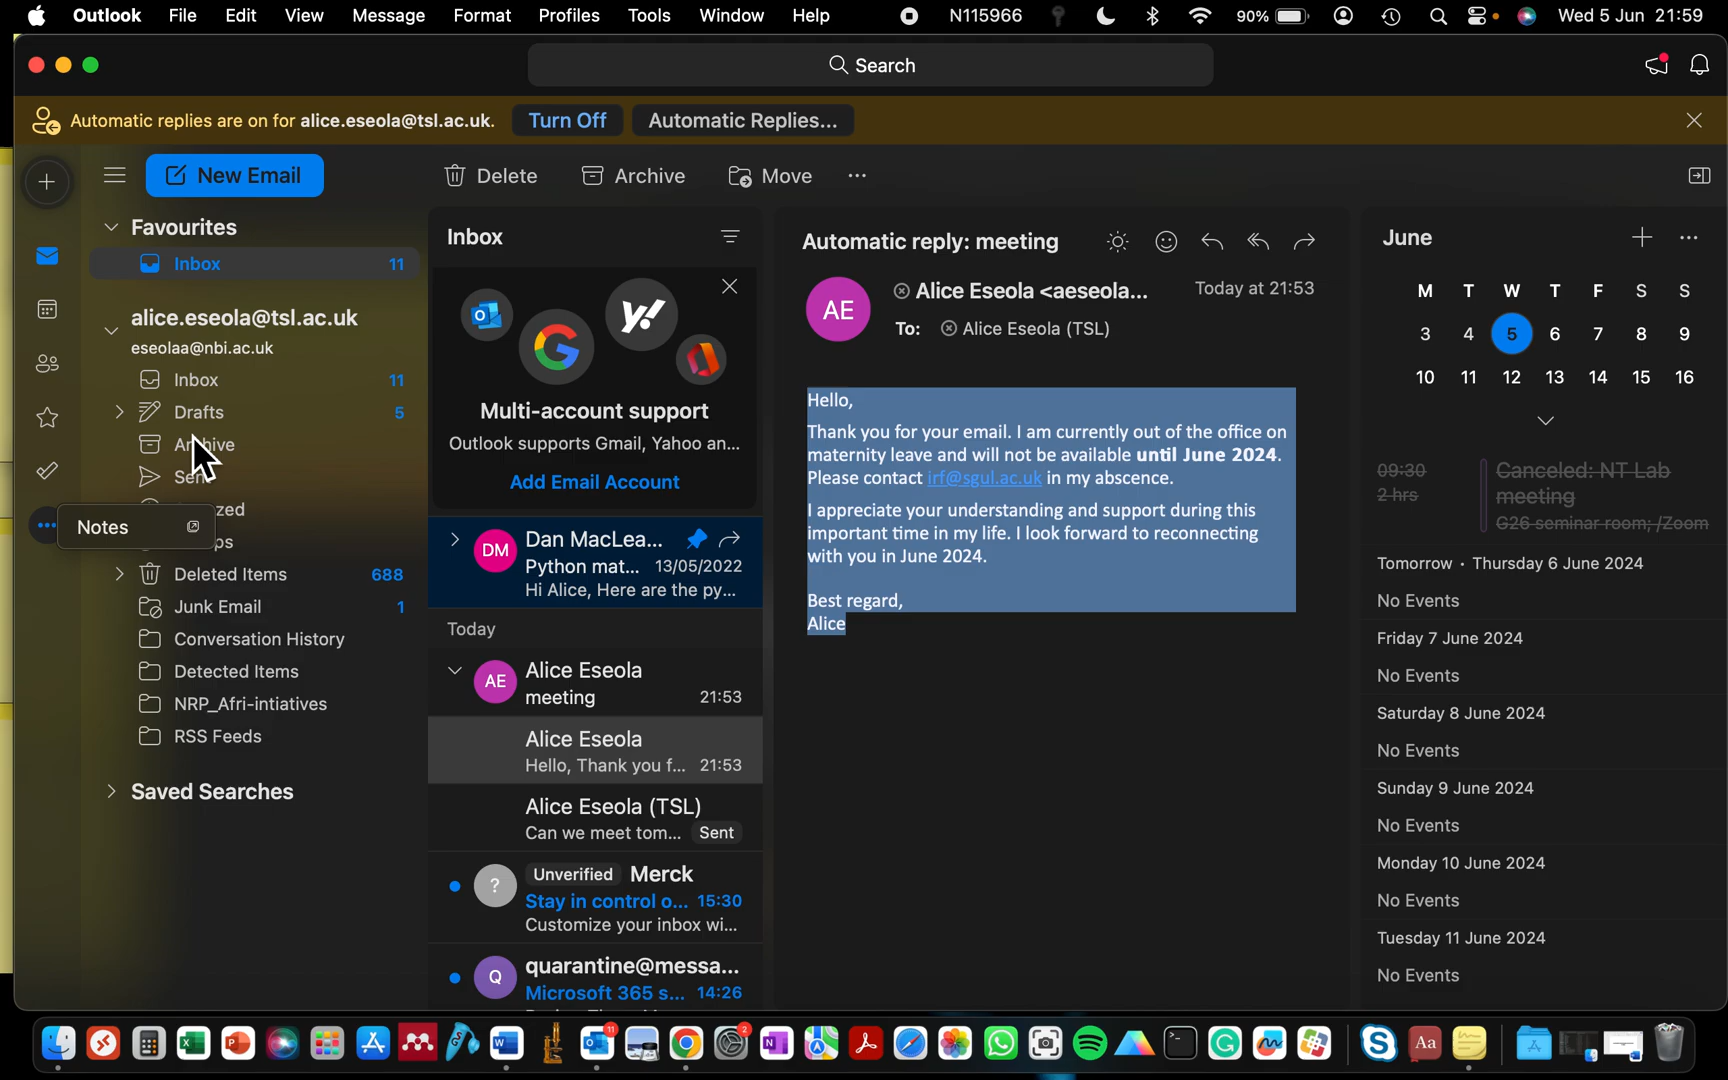 Outlook File Edit View Message Format Profiles Tools Window Help N115966 90% Wed 5 Jun 21:59
Search
Automatic replies are on for alice.eseola@tsl.ac.uk. Turn Off Automatic Replies...
New Email
Delete Archive Move ...
Favourites
Inbox 11
alice.eseola@tsl.ac.uk
eseolaa@nbi.ac.uk
Inbox 11
Drafts 5
Notes
Deleted Items 688
Junk Email 1
Conversation History
Detected Items
NRP_Afri-intiatives
RSS Feeds
Saved Searches
Inbox
Multi-account support
Outlook supports Gmail, Yahoo an...
Add Email Account
DM Dan MacLea...
Python mat... 13/05/2022
Hi Alice, Here are the py...
Today
AE Alice Eseola
meeting 21:53
Alice Eseola
Hello, Thank you f... 21:53
Alice Eseola (TSL)
Can we meet tom... Sent
? Unverified Merck
Stay in control o... 15:30
Customize your inbox wi...
Q quarantine@messa...
Microsoft 365 s... 14:26
Automatic reply: meeting
AE Alice Eseola <aeseola... Today at 21:53
To: Alice Eseola (TSL)
Hello,
Thank you for your email. I am currently out of the office on
maternity leave and will not be available until June 2024.
Please contact irf@sgul.ac.uk in my absence.
I appreciate your understanding and support during this
important time in my life. I look forward to reconnecting
with you in June 2024.
Best regard,
Alice
June
M T W T F S S
3 4 5 6 7 8 9
10 11 12 13 14 15 16
09:30 Canceled: NT Lab
2 hrs meeting
G26 seminar room; /Zoom
Tomorrow · Thursday 6 June 2024
No Events
Friday 7 June 2024
No Events
Saturday 8 June 2024
No Events
Sunday 9 June 2024
No Events
Monday 10 June 2024
No Events
Tuesday 11 June 2024
No Events